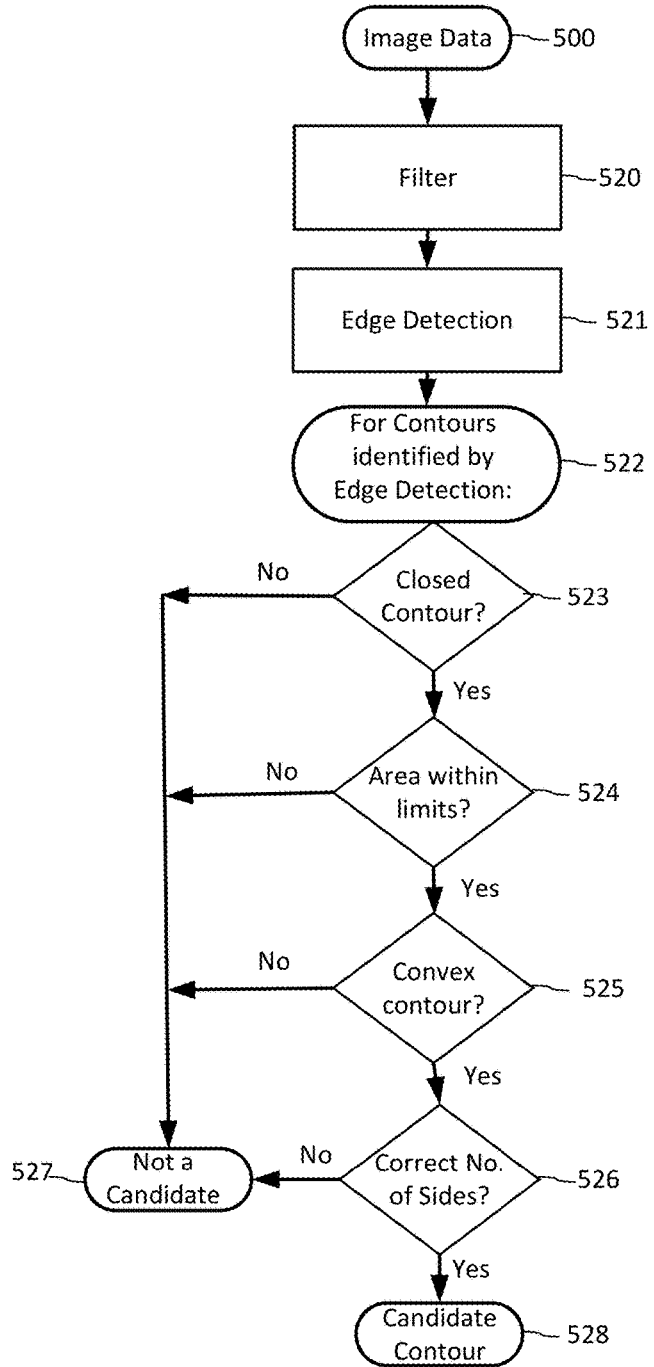 Image Data
500
Filter
520
Edge Detection
521
For Contours
identified by
Edge Detection:
522
No
Closed
Contour?
523
Yes
No
Area within
limits?
524
Yes
No
Convex
contour?
525
Yes
527
Not a
Candidate
No
Correct No.
of Sides?
526
Yes
Candidate
Contour
528